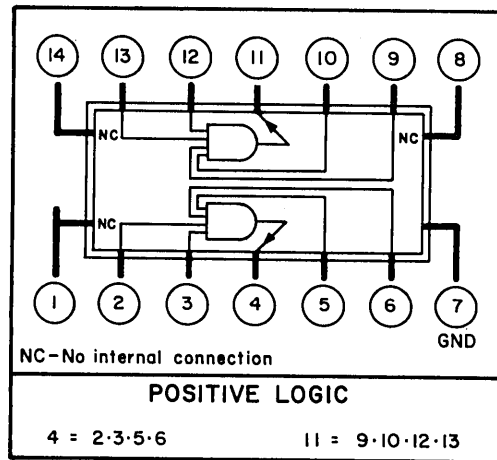 14 13 12 11 10 9 8
NC NC
NC
1 2 3 4 5 6 7
GND
NC-No internal connection
POSITIVE LOGIC
4 = 2·3·5·6 11 = 9·10·12·13